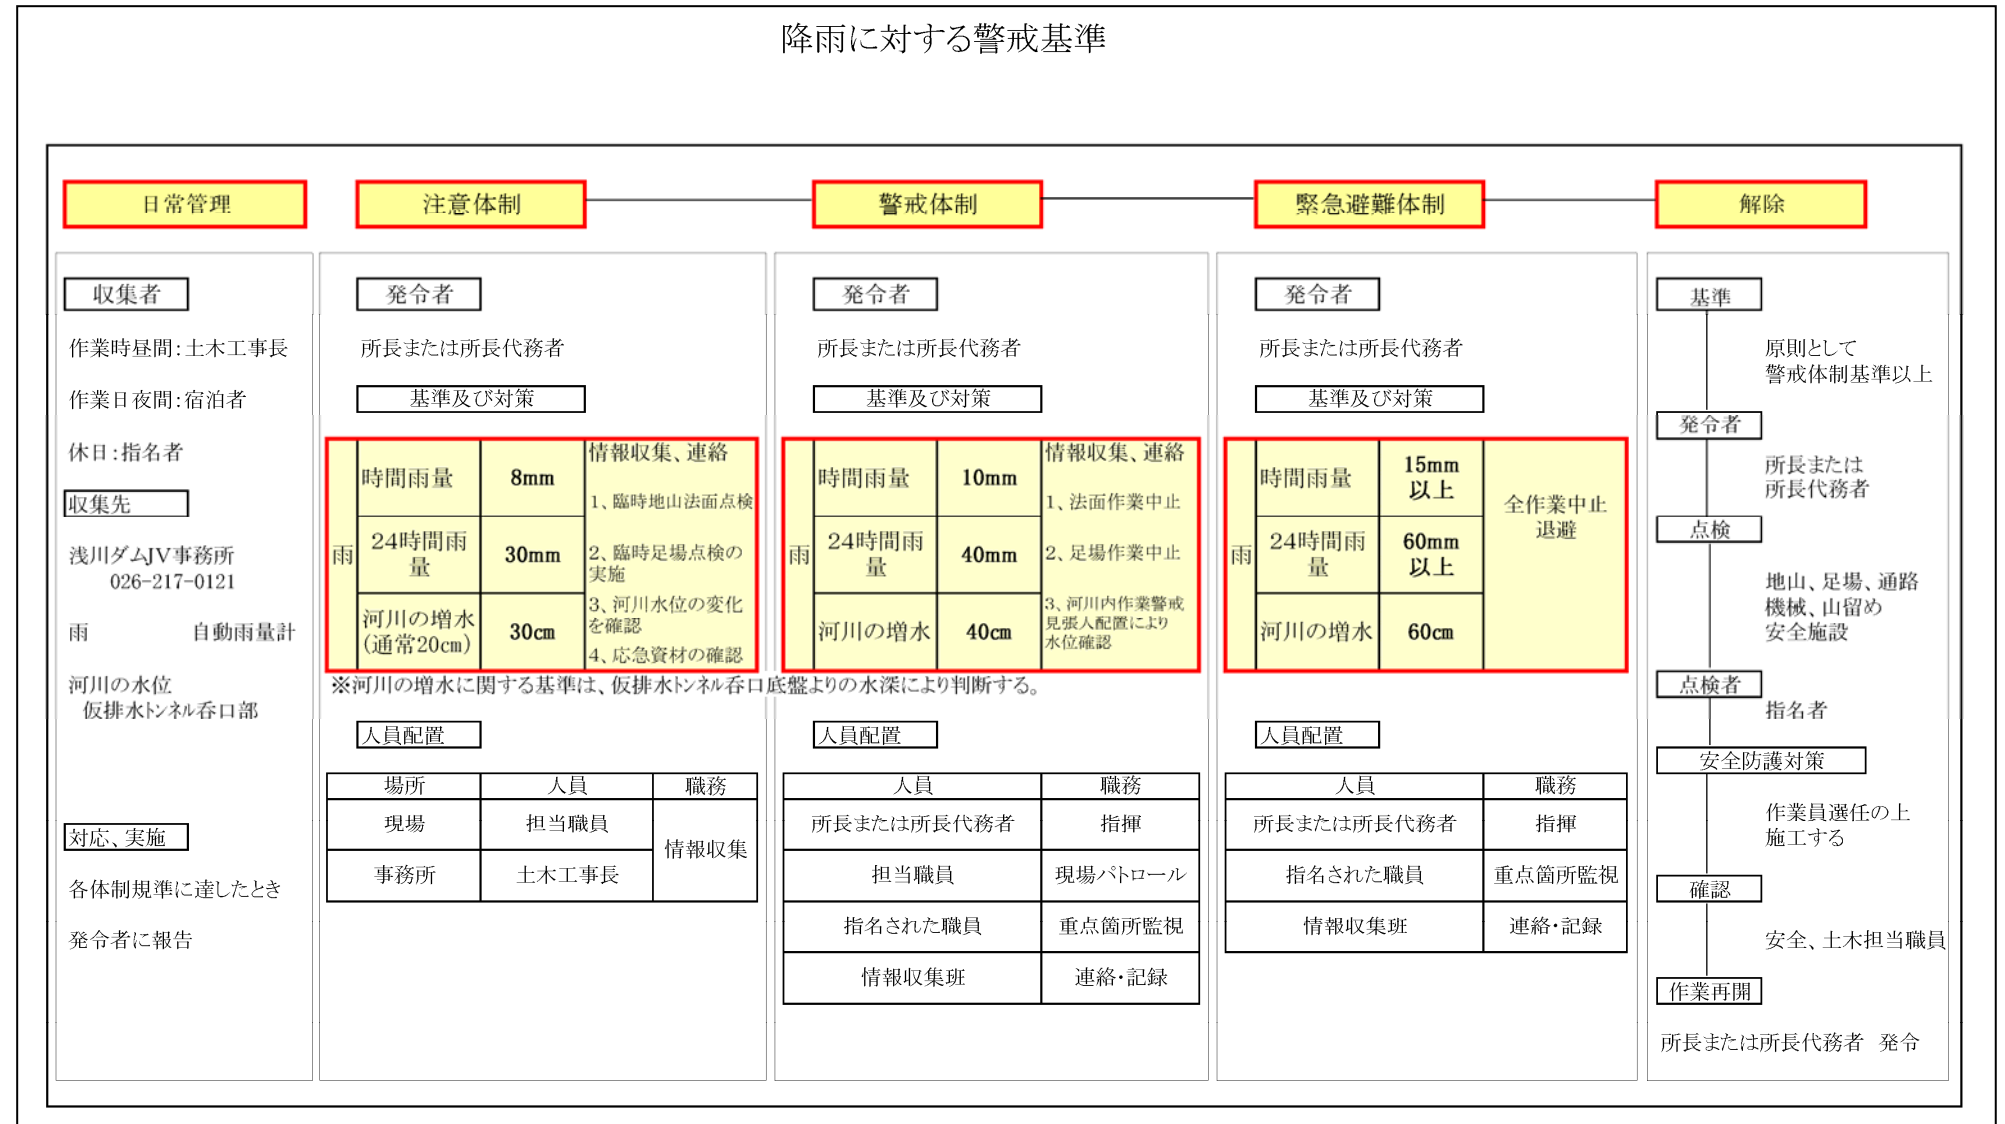 降雨に対する警戒基準
日常管理
注意体制
警戒体制
緊急避難体制
解除
収集者
作業時昼間:土木工事長
作業日夜間:宿泊者
休日:指名者
収集先
浅川ダムJV事務所
026-217-0121
雨 自動雨量計
河川の水位
仮排水トンネル呑口部
対応、実施
各体制規準に達したとき
発令者に報告
発令者
所長または所長代務者
基準及び対策
雨
時間雨量 8mm
24時間雨
量
30mm
河川の増水
(通常20cm)
30cm
情報収集、連絡
1、臨時地山法面点検
2、臨時足場点検の
実施
3、河川水位の変化
を確認
4、応急資材の確認
※河川の増水に関する基準は、仮排水トンネル呑口底盤よりの水深により判断する。
人員配置
場所 人員 職務
現場 担当職員
情報収集
事務所 土木工事長
発令者
所長または所長代務者
基準及び対策
雨
時間雨量 10mm
24時間雨
量
40mm
河川の増水 40cm
情報収集、連絡
1、法面作業中止
2、足場作業中止
3、河川内作業警戒
見張人配置により
水位確認
人員配置
人員 職務
所長または所長代務者 指揮
担当職員 現場パトロール
指名された職員 重点箇所監視
情報収集班 連絡・記録
発令者
所長または所長代務者
基準及び対策
雨
時間雨量
15mm
以上
24時間雨
量
60mm
以上
河川の増水 60cm
全作業中止
退避
人員配置
人員 職務
所長または所長代務者 指揮
指名された職員 重点箇所監視
情報収集班 連絡・記録
基準
原則として
警戒体制基準以上
発令者
所長または
所長代務者
点検
地山、足場、通路
機械、山留め
安全施設
点検者
指名者
安全防護対策
作業員選任の上
施工する
確認
安全、土木担当職員
作業再開
所長または所長代務者 発令